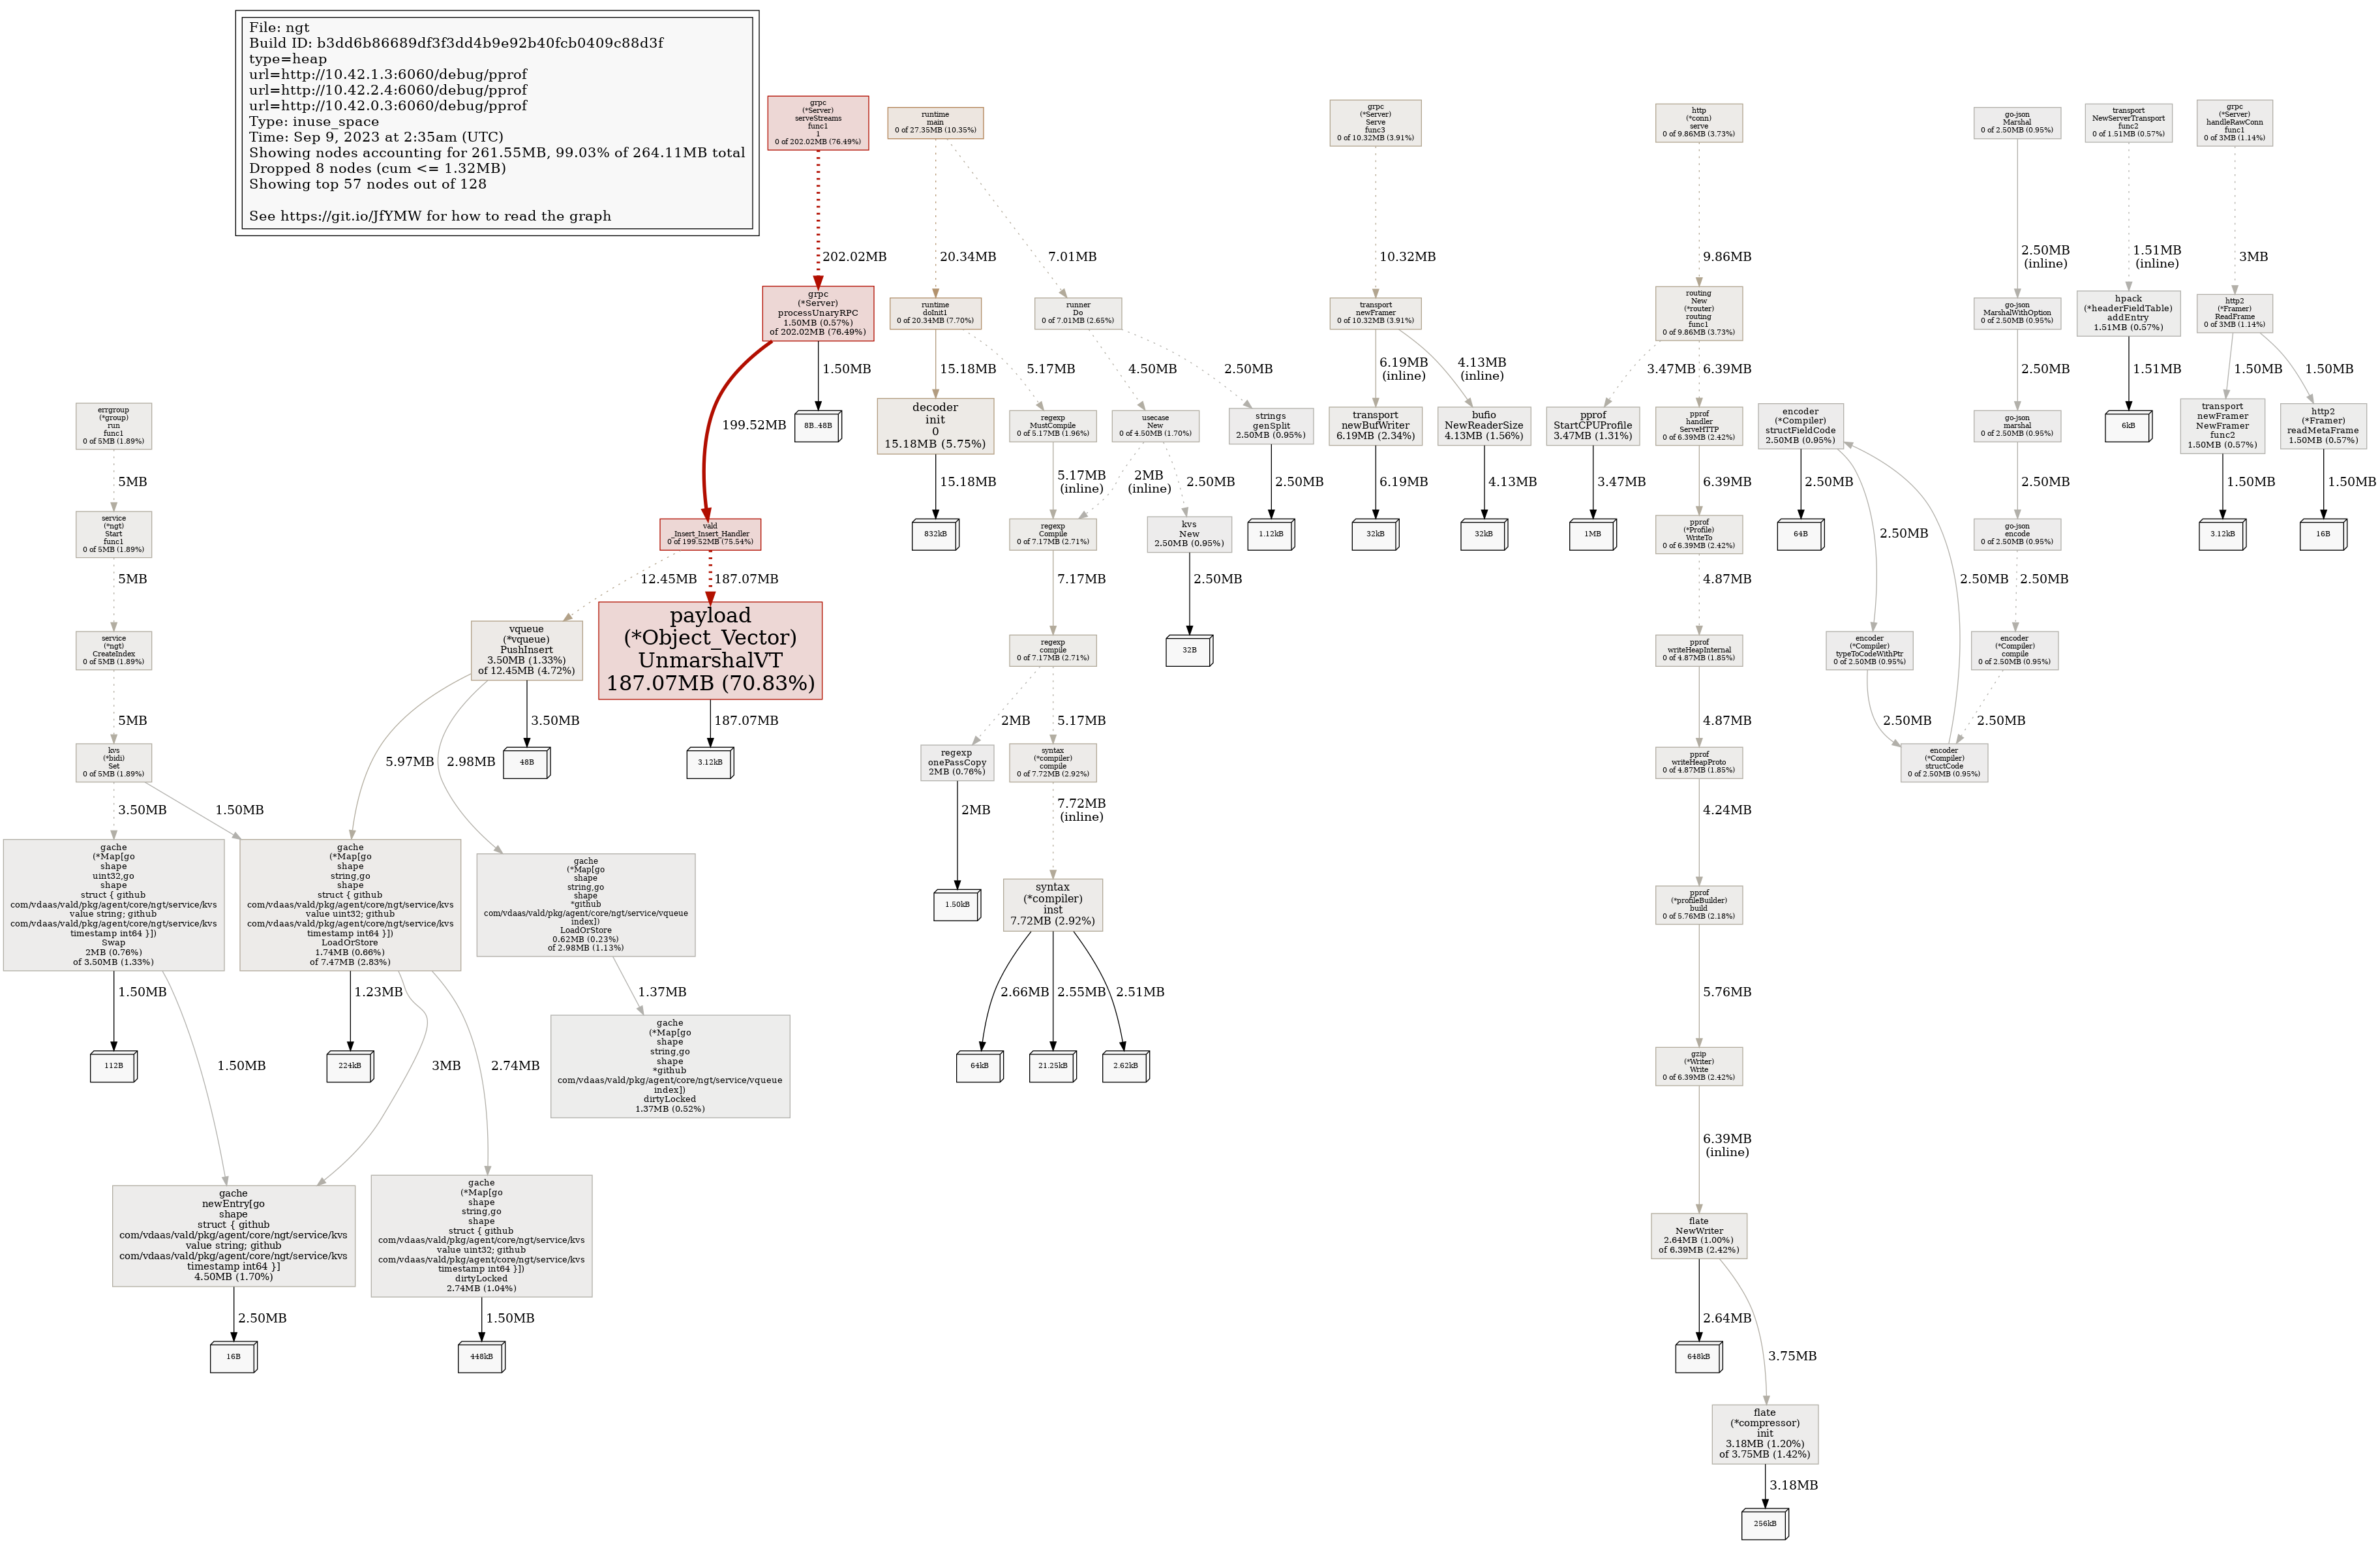 File: ngt
Build ID: b3dd6b86689df3f3dd4b9e92b40fcb0409c88d3f
type=heap
url=http://10.42.1.3:6060/debug/pprof
url=http://10.42.2.4:6060/debug/pprof
url=http://10.42.0.3:6060/debug/pprof
Type: inuse_space
Time: Sep 9, 2023 at 2:35am (UTC)
Showing nodes accounting for 261.55MB, 99.03% of 264.11MB total
Dropped 8 nodes (cum <= 1.32MB)
Showing top 57 nodes out of 128
See https://git.io/JfYMW for how to read the graph
grpc
(*Server)
serveStreams
func1
1
0 of 202.02MB (76.49%)
runtime
main
0 of 27.35MB (10.35%)
grpc
(*Server)
Serve
func3
0 of 10.32MB (3.91%)
http
(*conn)
serve
0 of 9.86MB (3.73%)
go-json
Marshal
0 of 2.50MB (0.95%)
transport
NewServerTransport
func2
0 of 1.51MB (0.57%)
grpc
(*Server)
handleRawConn
func1
0 of 3MB (1.14%)
202.02MB
20.34MB
7.01MB
10.32MB
9.86MB
2.50MB
(inline)
1.51MB
(inline)
3MB
grpc
(*Server)
processUnaryRPC
1.50MB (0.57%)
of 202.02MB (76.49%)
runtime
doInit1
0 of 20.34MB (7.70%)
runner
Do
0 of 7.01MB (2.65%)
transport
newFramer
0 of 10.32MB (3.91%)
routing
New
(*router)
routing
func1
0 of 9.86MB (3.73%)
go-json
MarshalWithOption
0 of 2.50MB (0.95%)
hpack
(*headerFieldTable)
addEntry
1.51MB (0.57%)
http2
(*Framer)
ReadFrame
0 of 3MB (1.14%)
199.52MB
1.50MB
15.18MB
5.17MB
4.50MB
2.50MB
6.19MB
(inline)
4.13MB
(inline)
3.47MB
6.39MB
2.50MB
1.51MB
1.50MB
1.50MB
errgroup
(*group)
run
func1
0 of 5MB (1.89%)
8B..48B
decoder
init
0
15.18MB (5.75%)
regexp
MustCompile
0 of 5.17MB (1.96%)
usecase
New
0 of 4.50MB (1.70%)
strings
genSplit
2.50MB (0.95%)
transport
newBufWriter
6.19MB (2.34%)
bufio
NewReaderSize
4.13MB (1.56%)
pprof
StartCPUProfile
3.47MB (1.31%)
pprof
handler
ServeHTTP
0 of 6.39MB (2.42%)
encoder
(*Compiler)
structFieldCode
2.50MB (0.95%)
go-json
marshal
0 of 2.50MB (0.95%)
6kB
transport
newFramer
NewFramer
func2
1.50MB (0.57%)
http2
(*Framer)
readMetaFrame
1.50MB (0.57%)
5MB
15.18MB
5.17MB
(inline)
2MB
(inline)
2.50MB
2.50MB
6.19MB
4.13MB
3.47MB
6.39MB
2.50MB
2.50MB
2.50MB
1.50MB
1.50MB
service
(*ngt)
Start
func1
0 of 5MB (1.89%)
vald
_Insert_Insert_Handler
0 of 199.52MB (75.54%)
832kB
regexp
Compile
0 of 7.17MB (2.71%)
kvs
New
2.50MB (0.95%)
1.12kB
32kB
32kB
1MB
pprof
(*Profile)
WriteTo
0 of 6.39MB (2.42%)
64B
go-json
encode
0 of 2.50MB (0.95%)
3.12kB
16B
5MB
12.45MB
187.07MB
7.17MB
2.50MB
4.87MB
2.50MB
2.50MB
service
(*ngt)
CreateIndex
0 of 5MB (1.89%)
vqueue
(*vqueue)
PushInsert
3.50MB (1.33%)
of 12.45MB (4.72%)
payload
(*Object_Vector)
UnmarshalVT
187.07MB (70.83%)
regexp
compile
0 of 7.17MB (2.71%)
32B
pprof
writeHeapInternal
0 of 4.87MB (1.85%)
encoder
(*Compiler)
typeToCodeWithPtr
0 of 2.50MB (0.95%)
encoder
(*Compiler)
compile
0 of 2.50MB (0.95%)
5MB
3.50MB
187.07MB
2MB
5.17MB
4.87MB
2.50MB
2.50MB
kvs
(*bidi)
Set
0 of 5MB (1.89%)
5.97MB
2.98MB
48B
3.12kB
regexp
onePassCopy
2MB (0.76%)
syntax
(*compiler)
compile
0 of 7.72MB (2.92%)
pprof
writeHeapProto
0 of 4.87MB (1.85%)
encoder
(*Compiler)
structCode
0 of 2.50MB (0.95%)
3.50MB
1.50MB
2MB
7.72MB
(inline)
4.24MB
gache
(*Map[go
shape
uint32,go
shape
struct { github
com/vdaas/vald/pkg/agent/core/ngt/service/kvs
value string; github
com/vdaas/vald/pkg/agent/core/ngt/service/kvs
timestamp int64 }])
Swap
2MB (0.76%)
of 3.50MB (1.33%)
gache
(*Map[go
shape
string,go
shape
struct { github
com/vdaas/vald/pkg/agent/core/ngt/service/kvs
value uint32; github
com/vdaas/vald/pkg/agent/core/ngt/service/kvs
timestamp int64 }])
LoadOrStore
1.74MB (0.66%)
of 7.47MB (2.83%)
gache
(*Map[go
shape
string,go
shape
*github
com/vdaas/vald/pkg/agent/core/ngt/service/vqueue
index])
LoadOrStore
0.62MB (0.23%)
of 2.98MB (1.13%)
1.50kB
syntax
(*compiler)
inst
7.72MB (2.92%)
pprof
(*profileBuilder)
build
0 of 5.76MB (2.18%)
1.50MB
1.23MB
1.37MB
2.66MB
2.55MB
2.51MB
5.76MB
112B
1.50MB
224kB
3MB
2.74MB
gache
(*Map[go
shape
string,go
shape
*github
com/vdaas/vald/pkg/agent/core/ngt/service/vqueue
index])
dirtyLocked
1.37MB (0.52%)
64kB
21.25kB
2.62kB
gzip
(*Writer)
Write
0 of 6.39MB (2.42%)
6.39MB
(inline)
gache
newEntry[go
shape
struct { github
com/vdaas/vald/pkg/agent/core/ngt/service/kvs
value string; github
com/vdaas/vald/pkg/agent/core/ngt/service/kvs
timestamp int64 }]
4.50MB (1.70%)
gache
(*Map[go
shape
string,go
shape
struct { github
com/vdaas/vald/pkg/agent/core/ngt/service/kvs
value uint32; github
com/vdaas/vald/pkg/agent/core/ngt/service/kvs
timestamp int64 }])
dirtyLocked
2.74MB (1.04%)
flate
NewWriter
2.64MB (1.00%)
of 6.39MB (2.42%)
2.50MB
1.50MB
2.64MB
3.75MB
16B
448kB
648kB
flate
(*compressor)
init
3.18MB (1.20%)
of 3.75MB (1.42%)
3.18MB
256kB